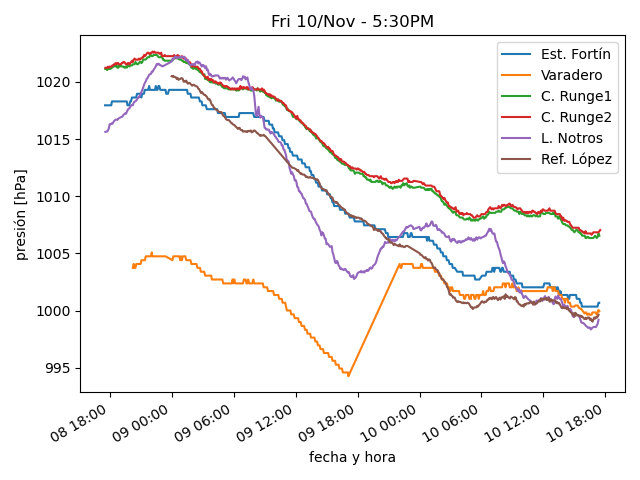 Fri 10/Nov - 5:30PM
Est. Fortín
Varadero
C. Runge1
C. Runge2
L. Notros
Ref. López
presión [hPa]
1020
1015
1010
1005
1000
995
08 18:00
09 00:00
09 06:00
09 12:00
09 18:00
10 00:00
10 06:00
10 12:00
10 18:00
fecha y hora